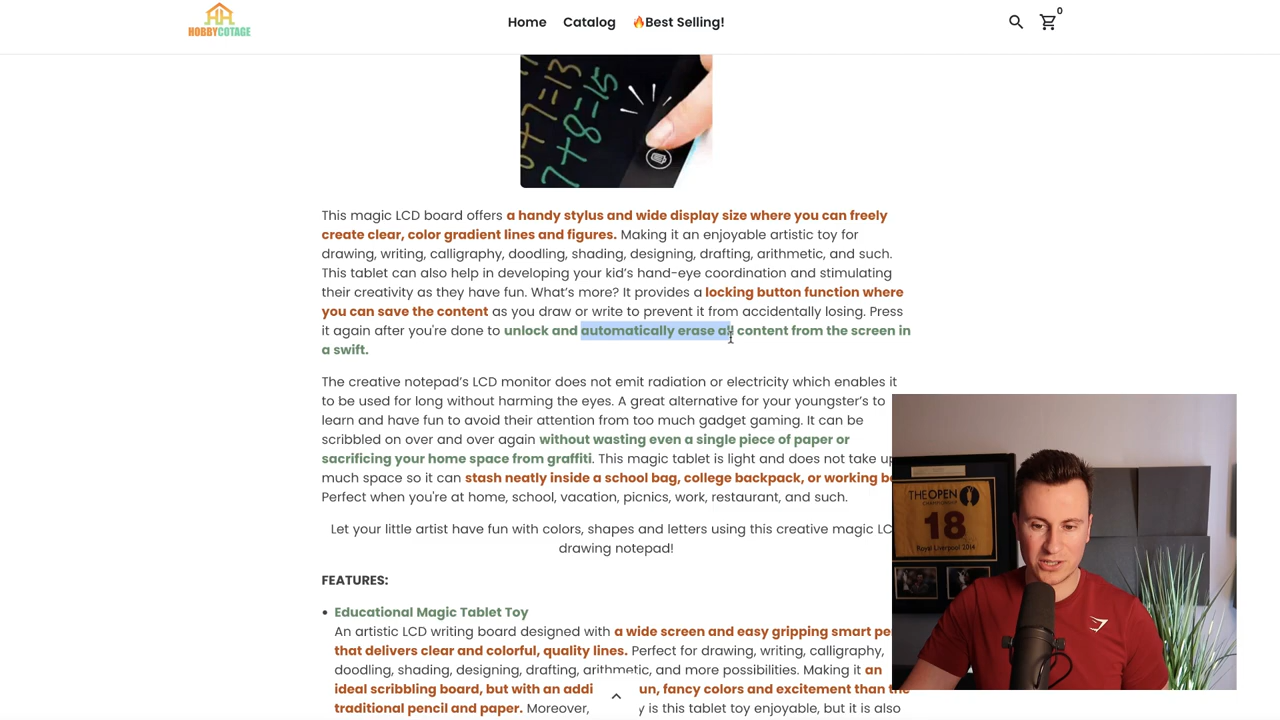 HOBBYCOTAGE
Home Catalog 🔥Best Selling!
0
7=13
7+8=15
This magic LCD board offers a handy stylus and wide display size where you can freely
create clear, color gradient lines and figures. Making it an enjoyable artistic toy for
drawing, writing, calligraphy, doodling, shading, designing, drafting, arithmetic, and such.
This tablet can also help in developing your kid’s hand-eye coordination and stimulating
their creativity as they have fun. What’s more? It provides a locking button function where
you can save the content as you draw or write to prevent it from accidentally losing. Press
it again after you're done to unlock and automatically erase all content from the screen in
a swift.
The creative notepad’s LCD monitor does not emit radiation or electricity which enables it
to be used for long without harming the eyes. A great alternative for your youngster’s to
learn and have fun to avoid their attention from too much gadget gaming. It can be
scribbled on over and over again without wasting even a single piece of paper or
sacrificing your home space from graffiti. This magic tablet is light and does not take up
much space so it can stash neatly inside a school bag, college backpack, or working
Perfect when you're at home, school, vacation, picnics, work, restaurant, and such.
Let your little artist have fun with colors, shapes and letters using this creative magic
drawing notepad!
FEATURES:
• Educational Magic Tablet Toy
An artistic LCD writing board designed with a wide screen and easy gripping smart
that delivers clear and colorful, quality lines. Perfect for drawing, writing, calligraphy,
doodling, shading, designing, drafting, arithmetic, and more possibilities. Making it an
ideal scribbling board, but with an addi un, fancy colors and excitement than the
traditional pencil and paper. Moreover, y is this tablet toy enjoyable, but it is also
THE OPEN
18
Royal Liverpool 2014